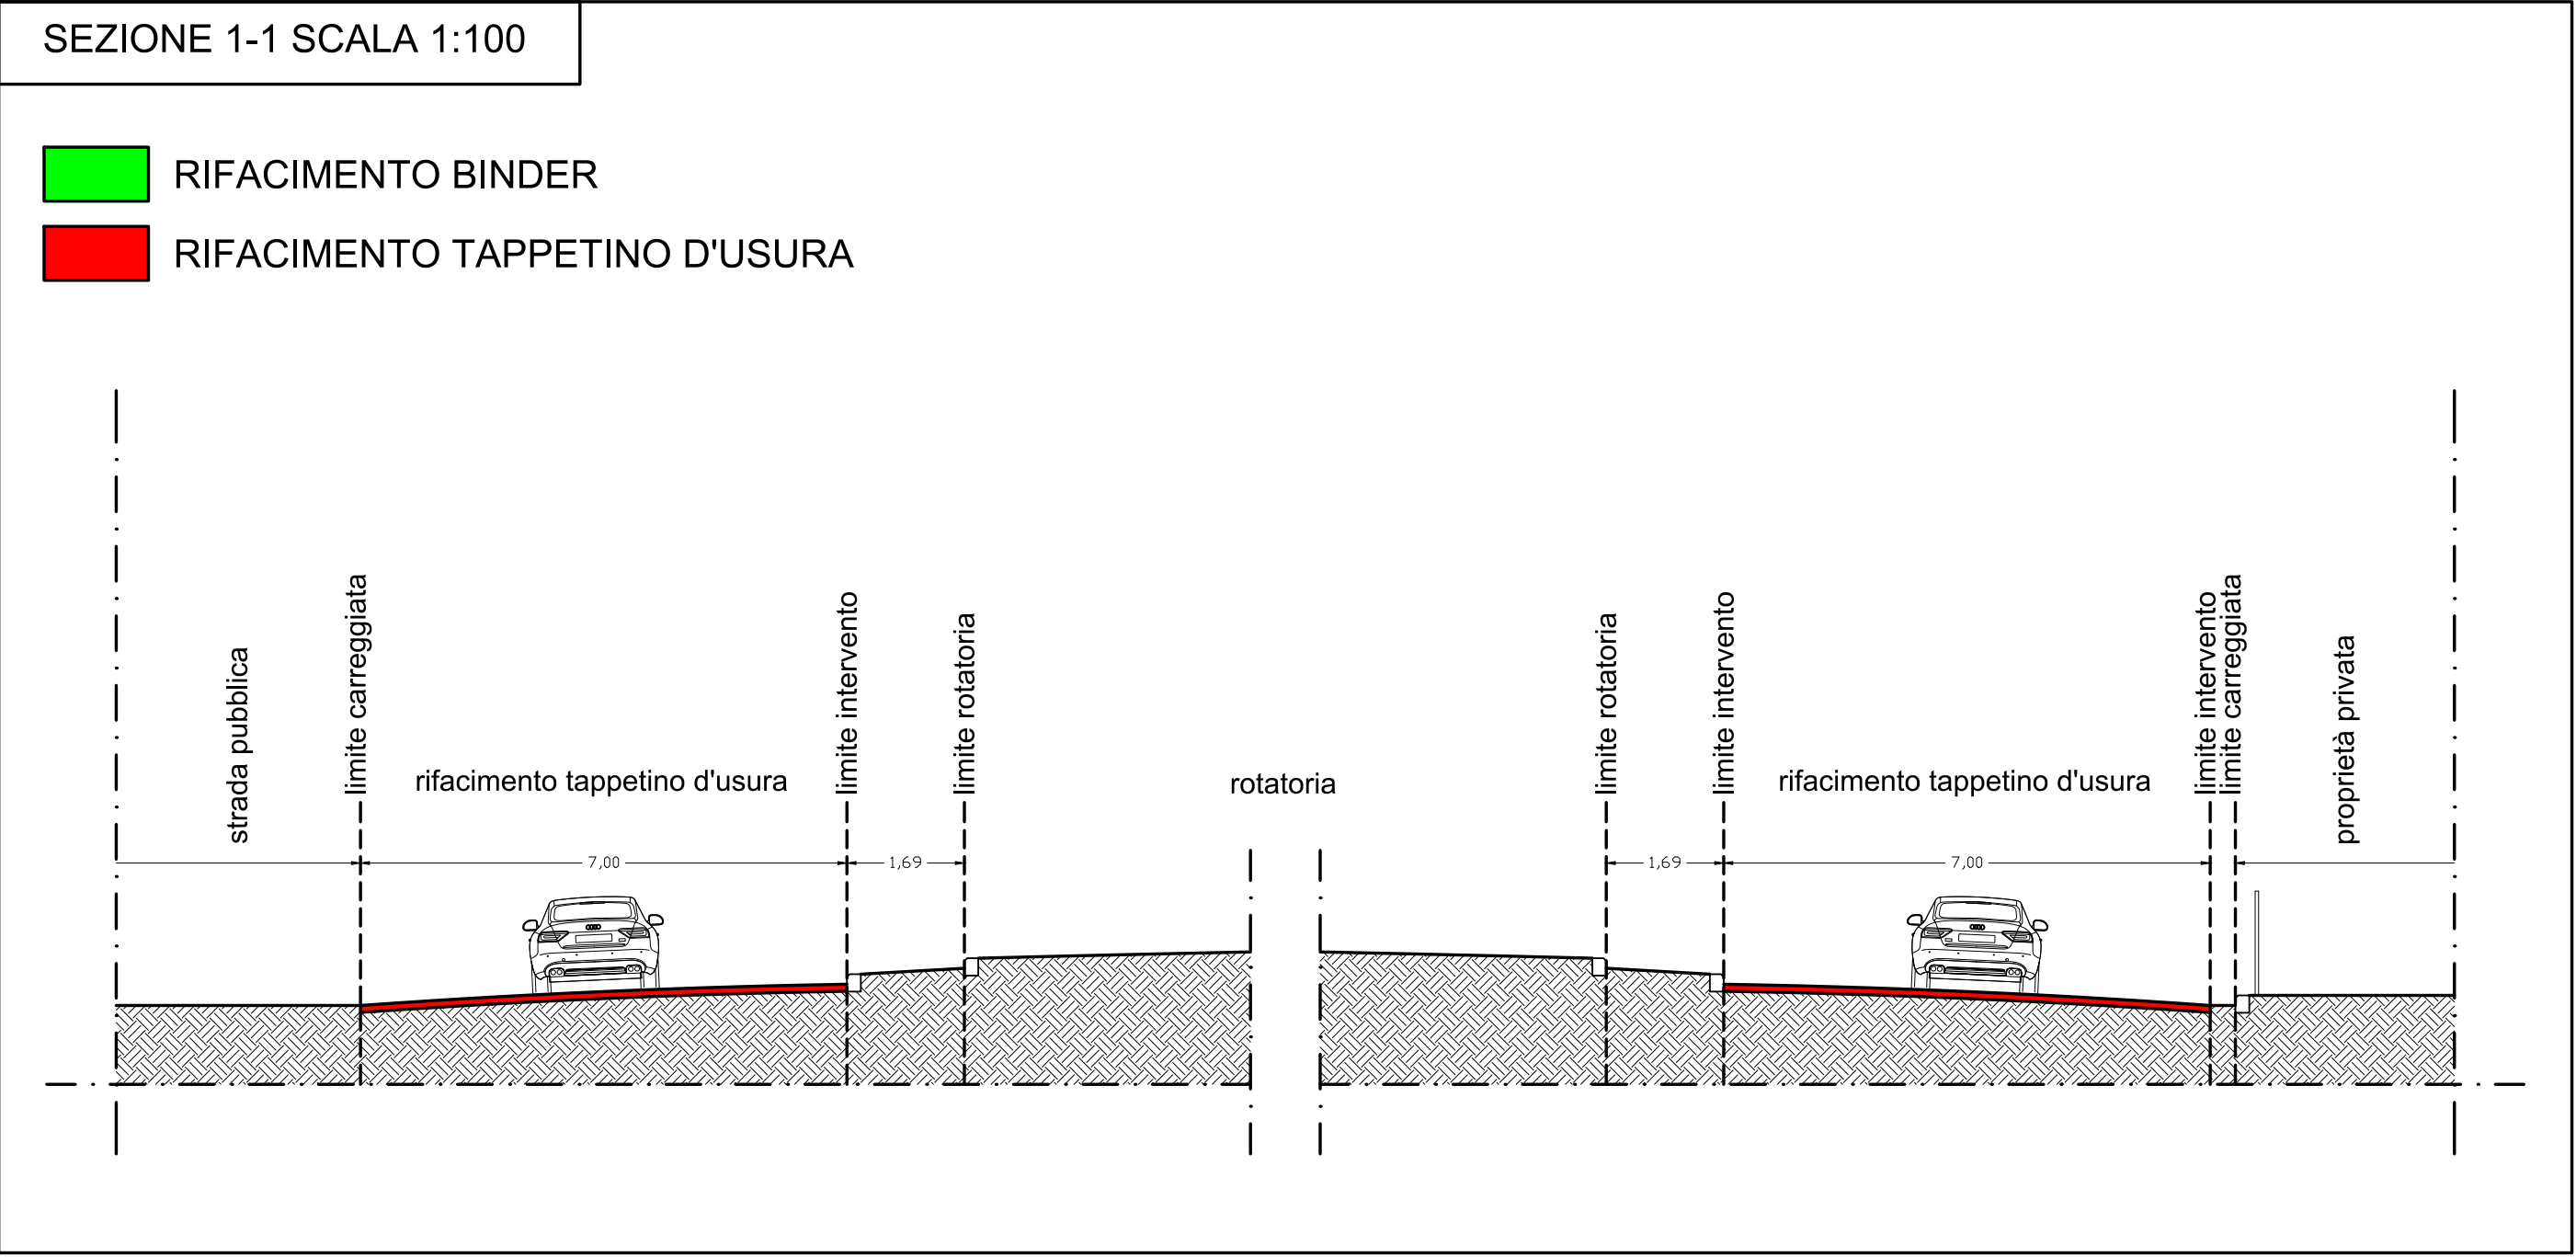 SEZIONE 1-1 SCALA 1:100
RIFACIMENTO BINDER
RIFACIMENTO TAPPETINO D'USURA
strada pubblica
limite carreggiata
rifacimento tappetino d'usura
limite intervento
limite rotatoria
rotatoria
limite rotatoria
limite intervento
rifacimento tappetino d'usura
limite intervento
limite carreggiata
proprietà privata
7,00
1,69
1,69
7,00